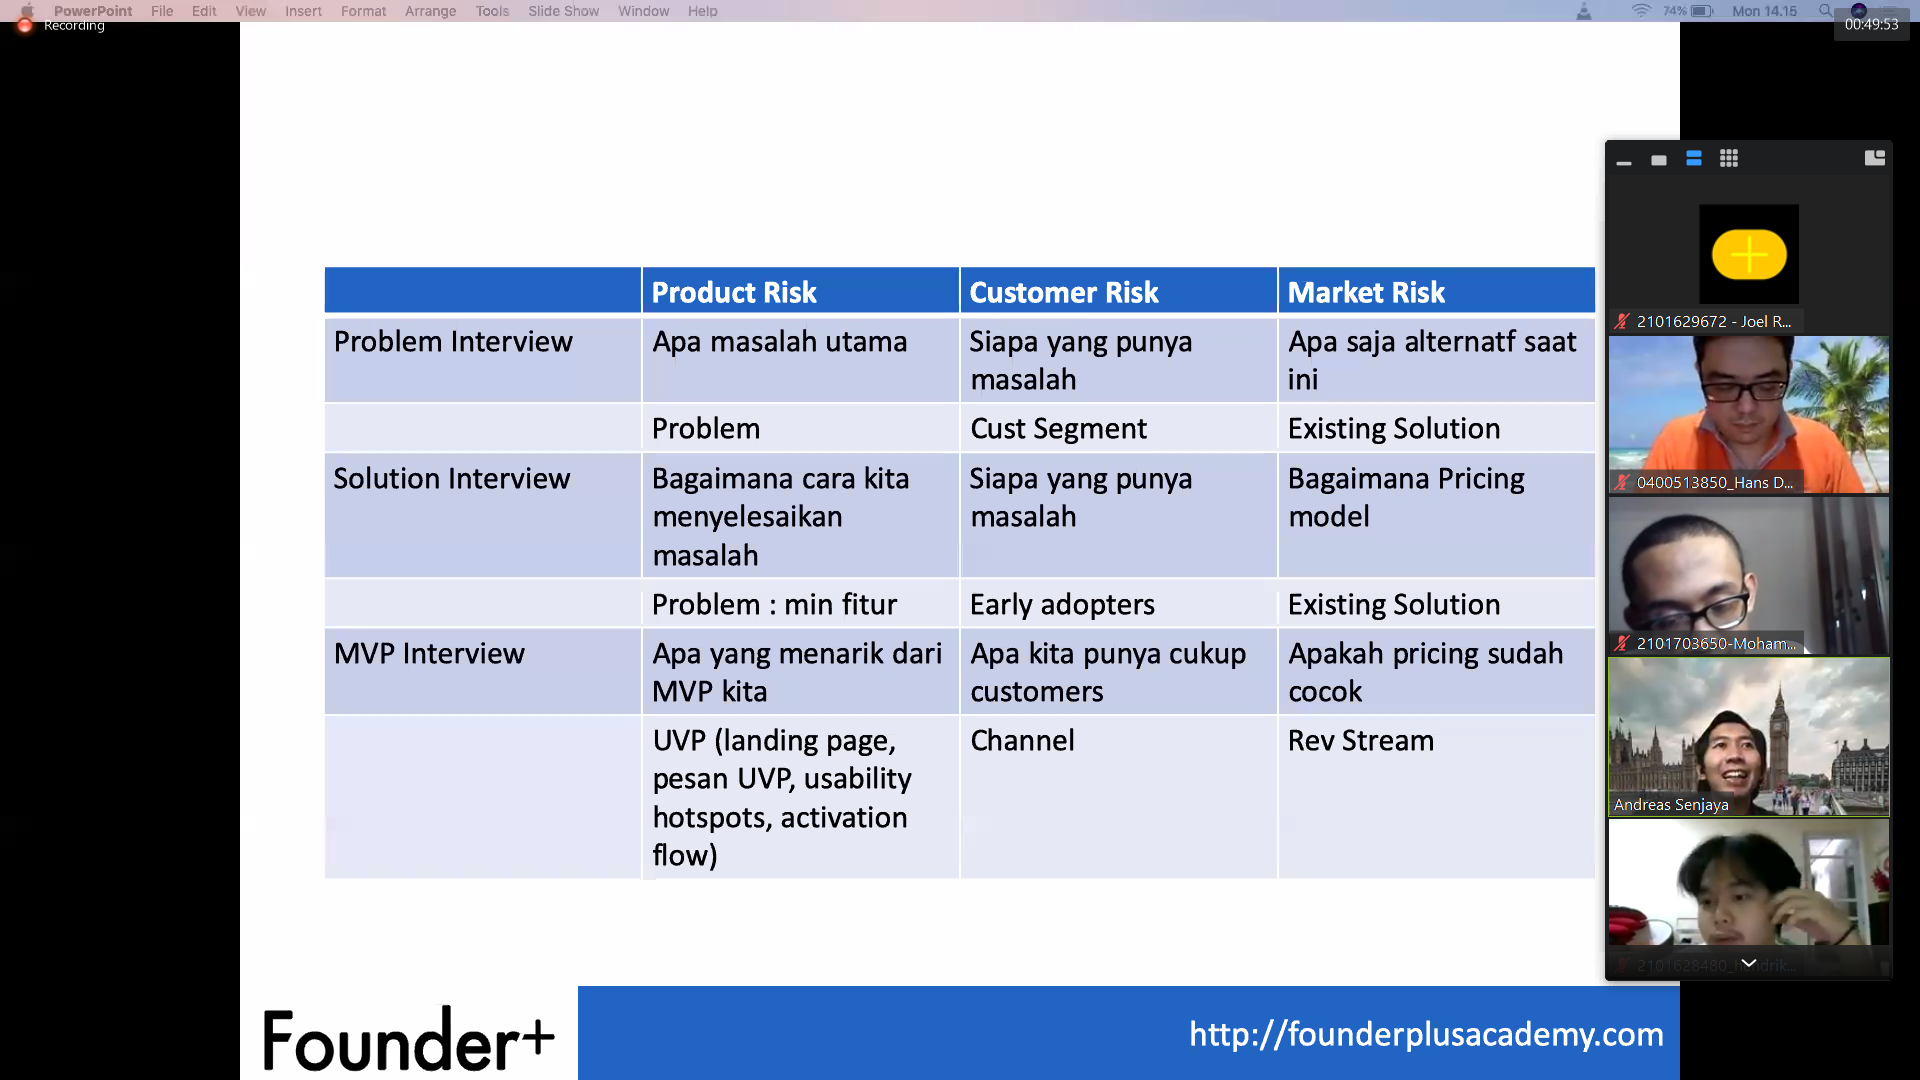 PowerPoint File Edit View Insert Format Arrange Tools Slide Show Window Help 74% Mon 14.15
Recording
00:49:53
Product Risk Customer Risk Market Risk
Problem Interview
Apa masalah utama
Siapa yang punya
masalah
Apa saja alternatf saat
ini
Problem
Cust Segment
Existing Solution
Solution Interview
Bagaimana cara kita
menyelesaikan
masalah
Siapa yang punya
masalah
Bagaimana Pricing
model
Problem : min fitur
Early adopters
Existing Solution
MVP Interview
Apa yang menarik dari
MVP kita
Apa kita punya cukup
customers
Apakah pricing sudah
cocok
UVP (landing page,
pesan UVP, usability
hotspots, activation
flow)
Channel
Rev Stream
Founder+
http://founderplusacademy.com
2101629672 - Joel R...
0400513850_Hans D...
2101703650-Moham...
Andreas Senjaya